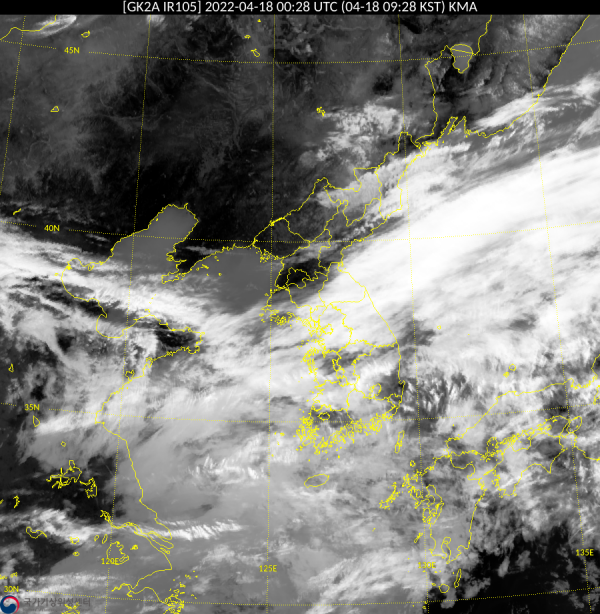 [GK2A IR105] 2022-04-18 00:28 UTC (04-18 09:28 KST) KMA
45N
40N
35N
135E
120E
125E
130E
30N